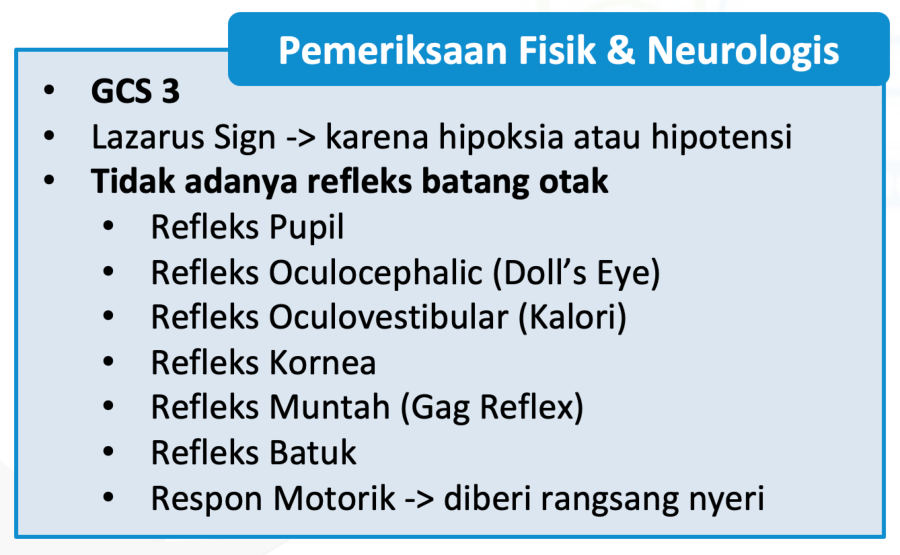 Pemeriksaan Fisik & Neurologis
• GCS 3
• Lazarus Sign -> karena hipoksia atau hipotensi
• Tidak adanya refleks batang otak
• Refleks Pupil
• Refleks Oculocephalic (Doll’s Eye)
• Refleks Oculovestibular (Kalori)
• Refleks Kornea
• Refleks Muntah (Gag Reflex)
• Refleks Batuk
• Respon Motorik -> diberi rangsang nyeri